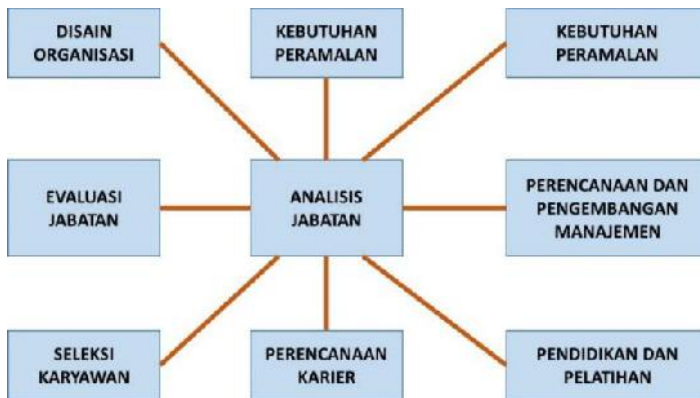 DISAIN
ORGANISASI
KEBUTUHAN
PERAMALAN
KEBUTUHAN
PERAMALAN
EVALUASI
JABATAN
ANALISIS
JABATAN
PERENCANAAN DAN
PENGEMBANGAN
MANAJEMEN
SELEKSI
KARYAWAN
PERENCANAAN
KARIER
PENDIDIKAN DAN
PELATIHAN